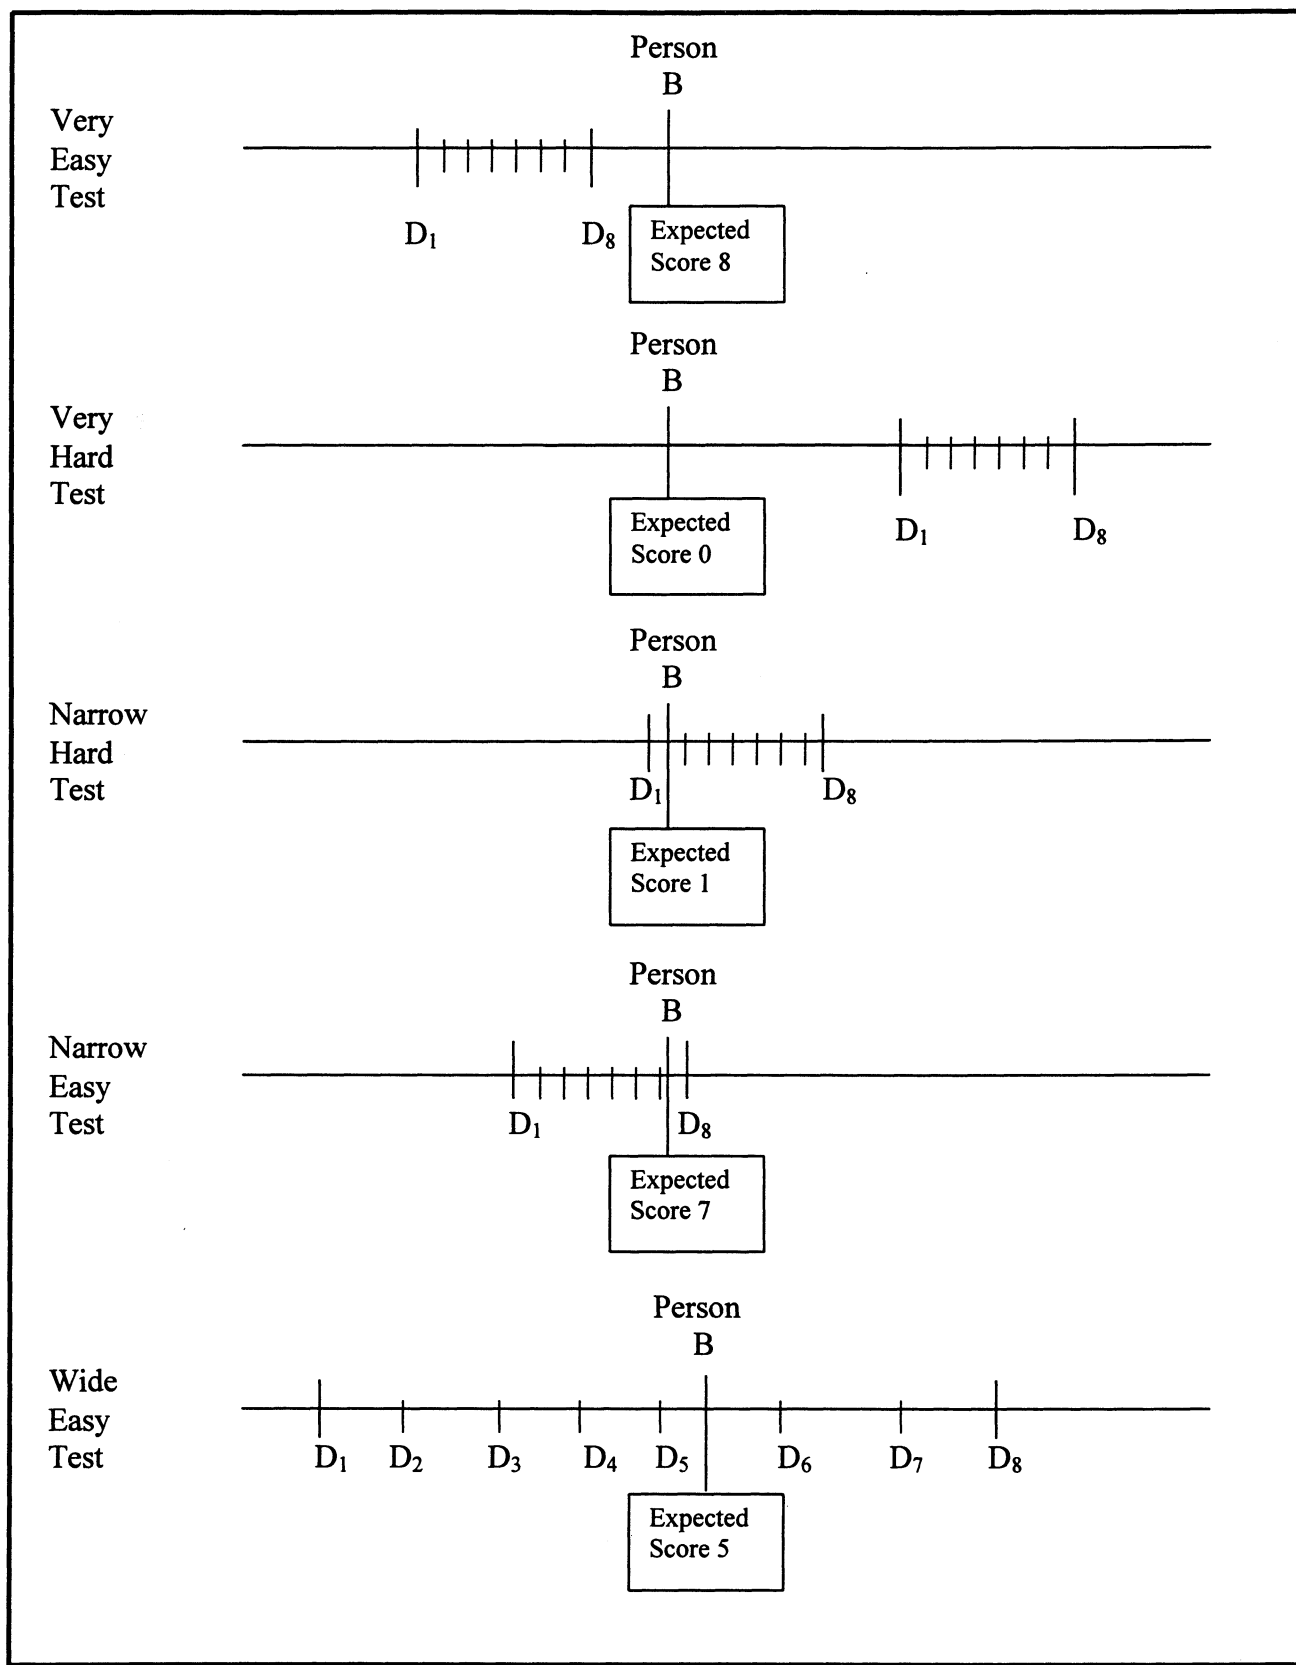 Person
B
Very
Easy
Test
D₁
D₈
Expected
Score 8
Person
B
Very
Hard
Test
Expected
Score 0
D₁
D₈
Person
B
Narrow
Hard
Test
D₁
D₈
Expected
Score 1
Person
B
Narrow
Easy
Test
D₁
D₈
Expected
Score 7
Person
B
Wide
Easy
Test
D₁ D₂ D₃ D₄ D₅ D₆ D₇ D₈
Expected
Score 5